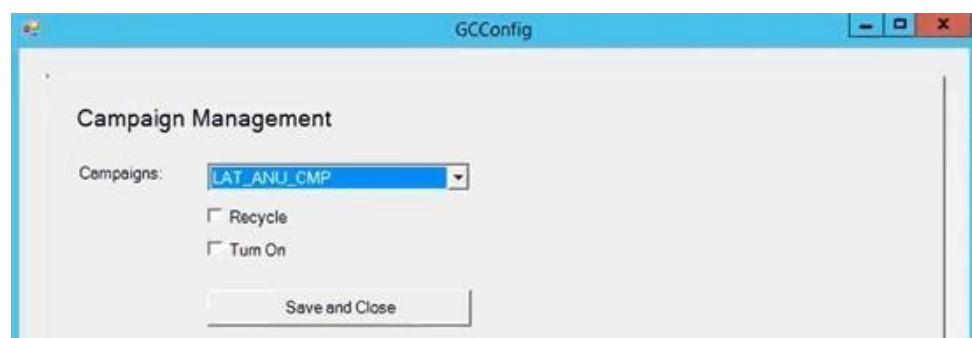 GCConfig
Campaign Management
Campaigns:
LAT_ANU_CMP
Recycle
Turn On
Save and Close